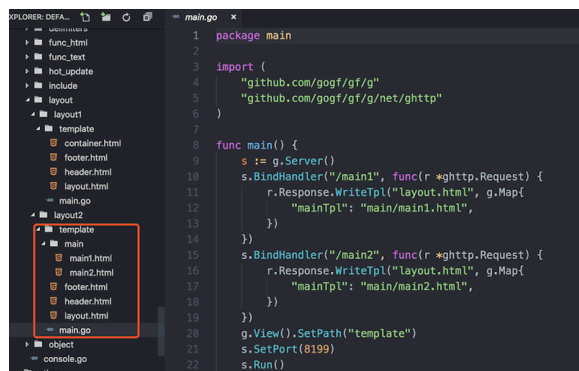 XPLORER: DEFA...
delimiters
func_html
func_text
hot_update
include
layout
layout1
template
container.html
footer.html
header.html
layout.html
main.go
layout2
template
main
main1.html
main2.html
footer.html
header.html
layout.html
main.go
object
console.go
main.go ×
1 package main
2
3 import (
4 "github.com/gogf/gf/g"
5 "github.com/gogf/gf/g/net/ghttp"
6 )
7
8 func main() {
9 s := g.Server()
10 s.BindHandler("/main1", func(r *ghttp.Request) {
11 r.Response.WriteTpl("layout.html", g.Map{
12 "mainTpl": "main/main1.html",
13 })
14 })
15 s.BindHandler("/main2", func(r *ghttp.Request) {
16 r.Response.WriteTpl("layout.html", g.Map{
17 "mainTpl": "main/main2.html",
18 })
19 })
20 g.View().SetPath("template")
21 s.SetPort(8199)
22 s.Run()